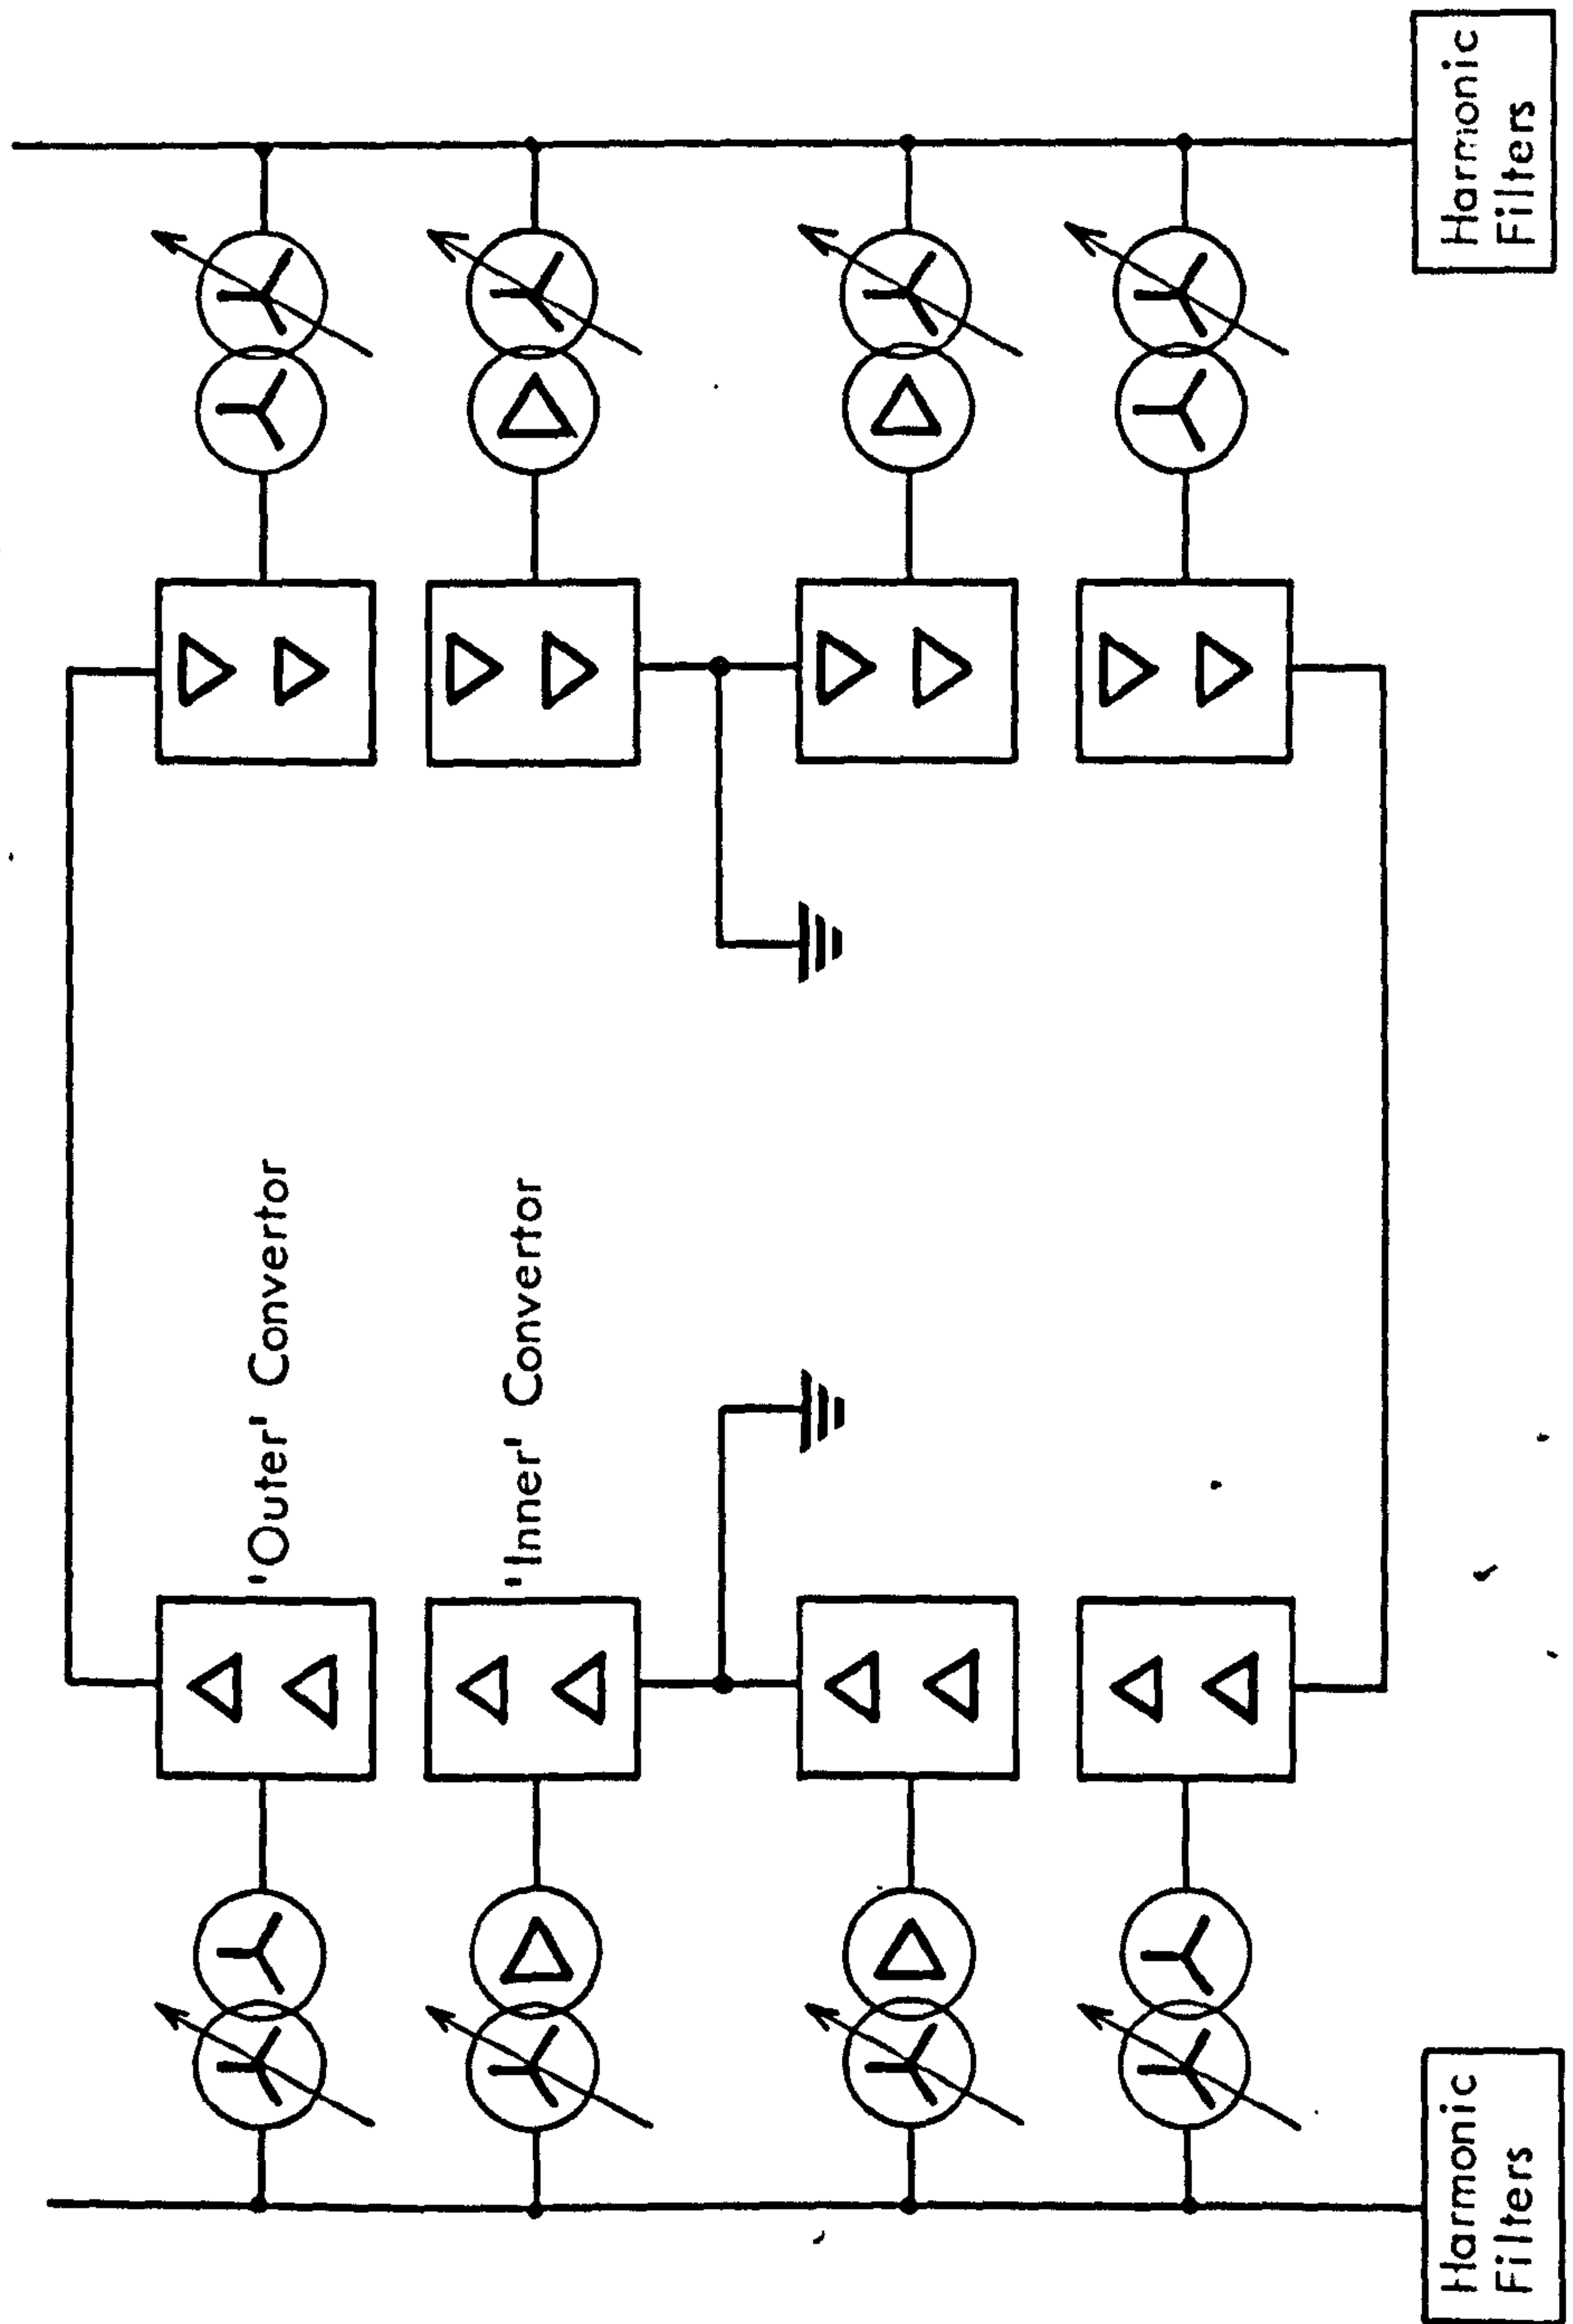 'Outer' Convertor
'Inner' Convertor
Harmonic
Filters
Harmonic
Filters